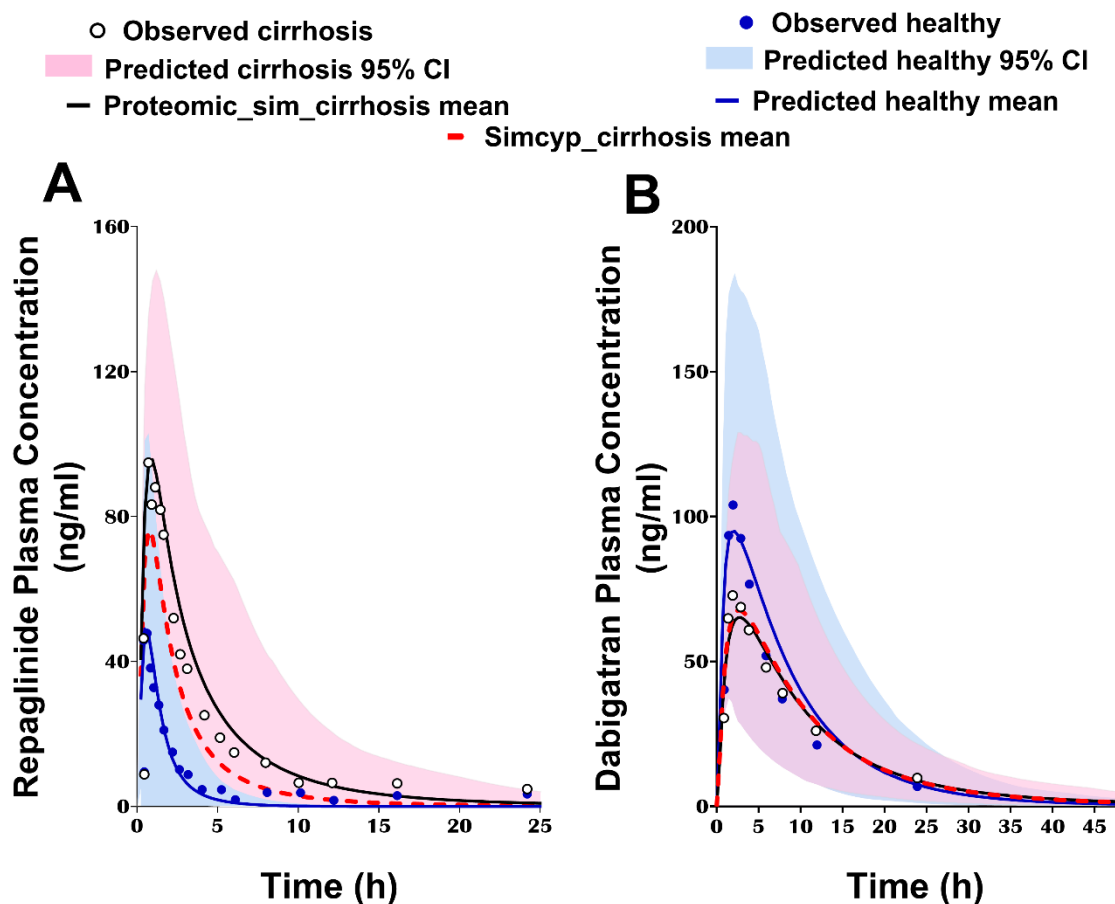 Observed cirrhosis
Predicted cirrhosis 95% CI
Proteomic_sim_cirrhosis mean
Observed healthy
Predicted healthy 95% CI
Predicted healthy mean
Simcyp_cirrhosis mean
A
Repaglinide Plasma Concentration
(ng/ml)
160
120
80
40
0
0 5 10 15 20 25
Time (h)
B
Dabigatran Plasma Concentration
(ng/ml)
200
150
100
50
0
0 5 10 15 20 25 30 35 40 45
Time (h)